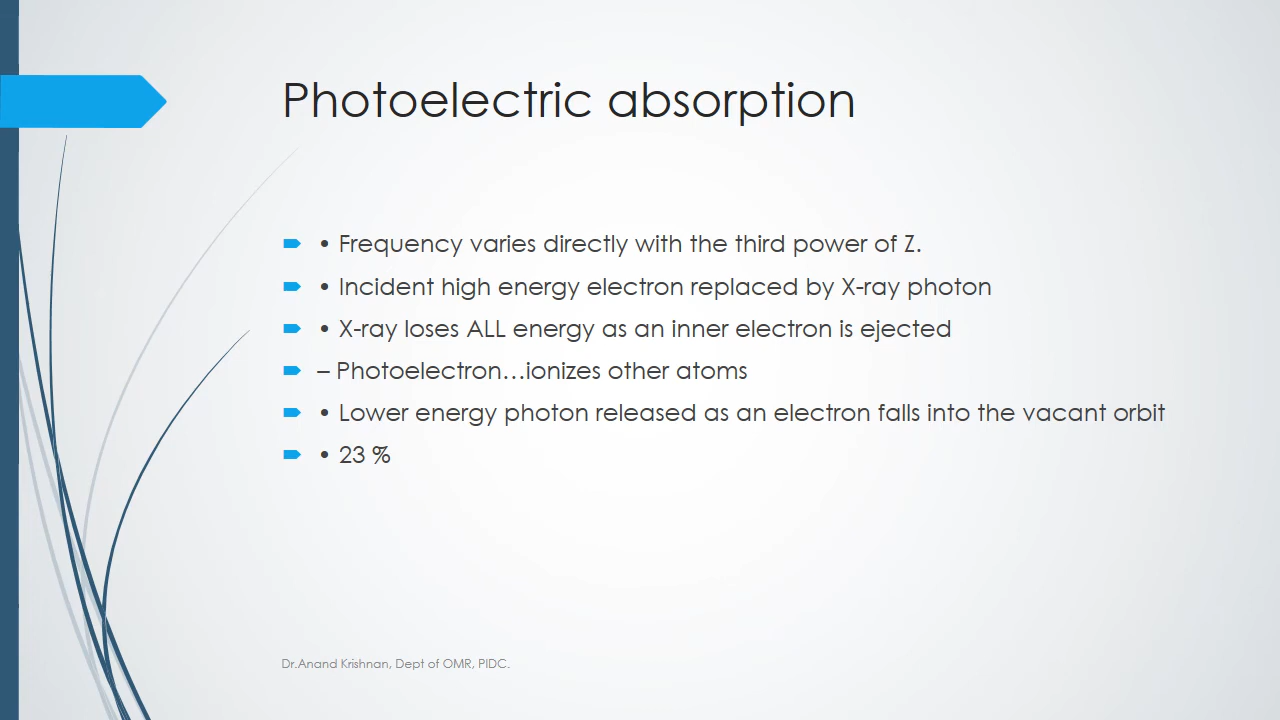 Photoelectric absorption
• Frequency varies directly with the third power of Z.
• Incident high energy electron replaced by X-ray photon
• X-ray loses ALL energy as an inner electron is ejected
– Photoelectron…ionizes other atoms
• Lower energy photon released as an electron falls into the vacant orbit
• 23 %
Dr.Anand Krishnan, Dept of OMR, PIDC.